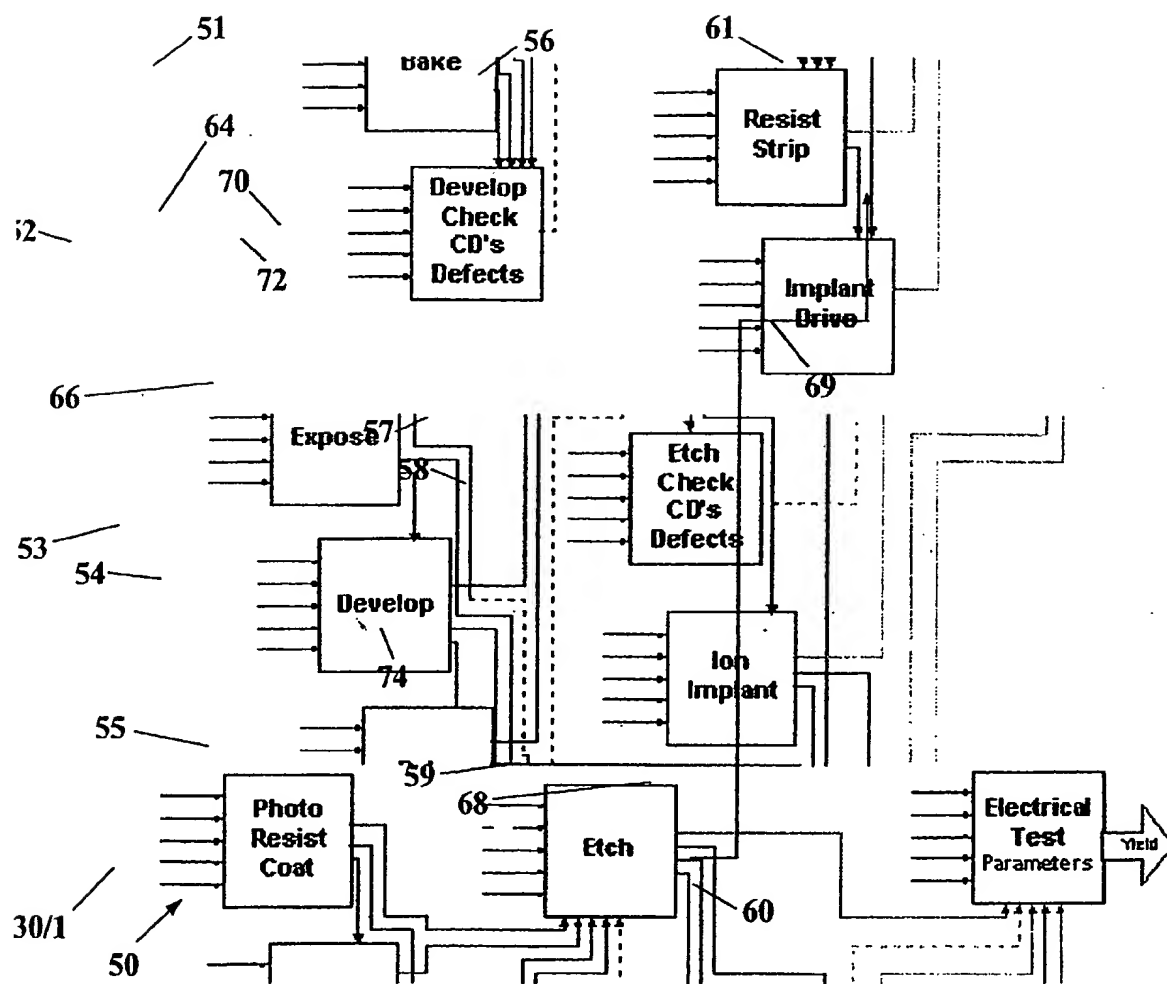 51
56
61
Bake
Resist
Strip
64
70
Develop
Check
CD's
Defects
72
Implant
Drive
69
66
Expose
57
58
Etch
Check
CD's
Defects
53
54
Develop
74
Ion
Implant
55
59
68
Photo
Resist
Coat
Etch
Electrical
Test
Parameters
Yield
60
30/1
50